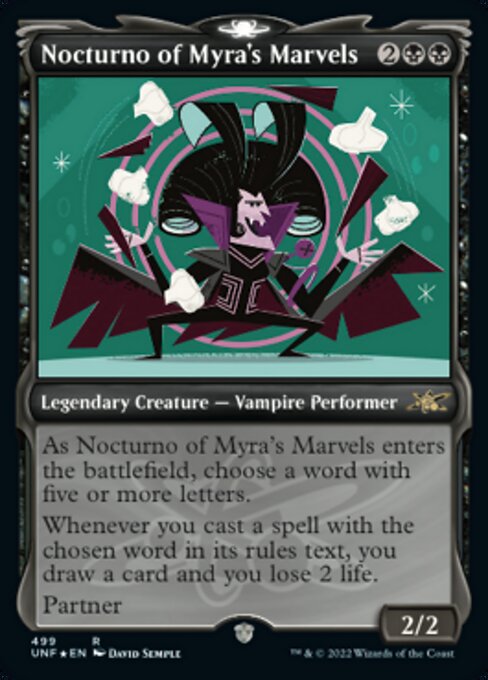 Nocturno of Myra's Marvels 2
Legendary Creature — Vampire Performer
As Nocturno of Myra's Marvels enters
the battlefield, choose a word with
five or more letters.
Whenever you cast a spell with the
chosen word in its rules text, you
draw a card and you lose 2 life.
Partner
2/2
499 R
UNF★EN DAVID SEMPLE
™ & © 2022 Wizards of the Coast